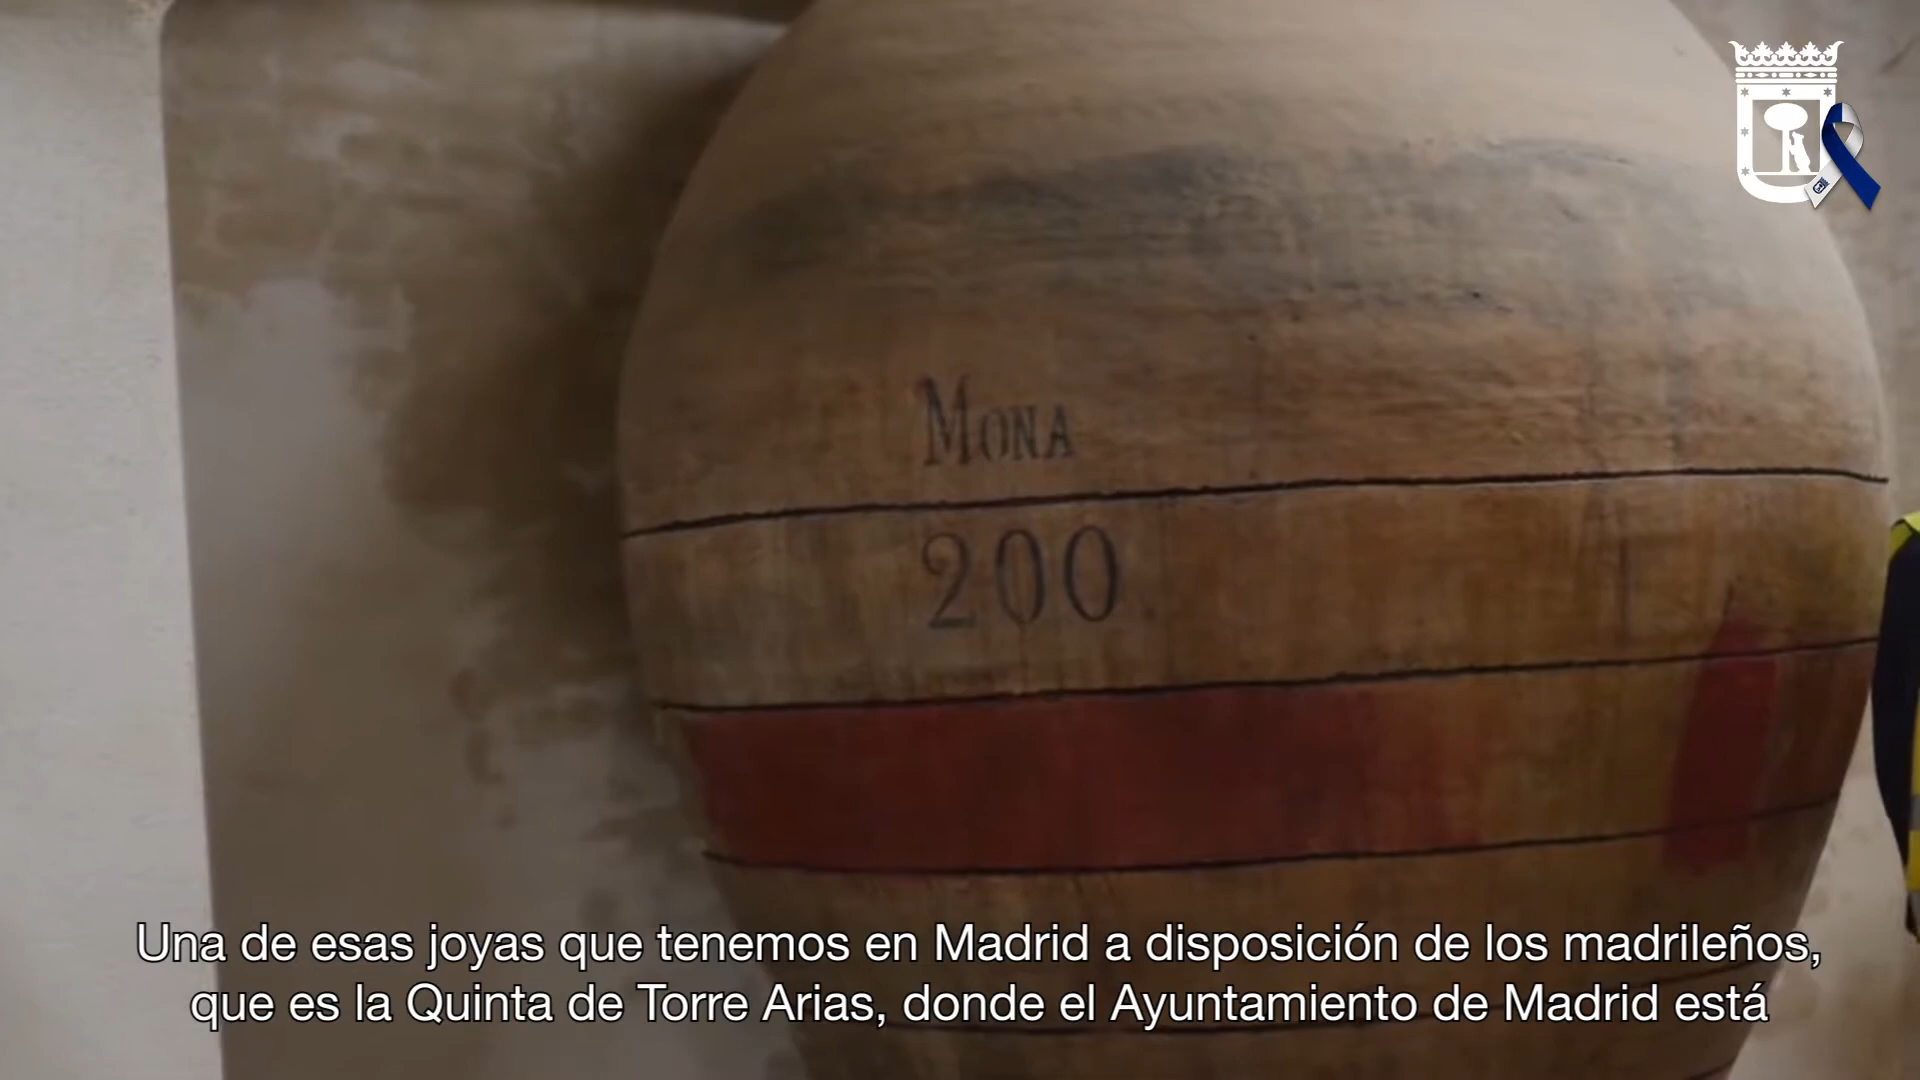 Mona
200
Una de esas joyas que tenemos en Madrid a disposición de los madrileños,
que es la Quinta de Torre Arias, donde el Ayuntamiento de Madrid está